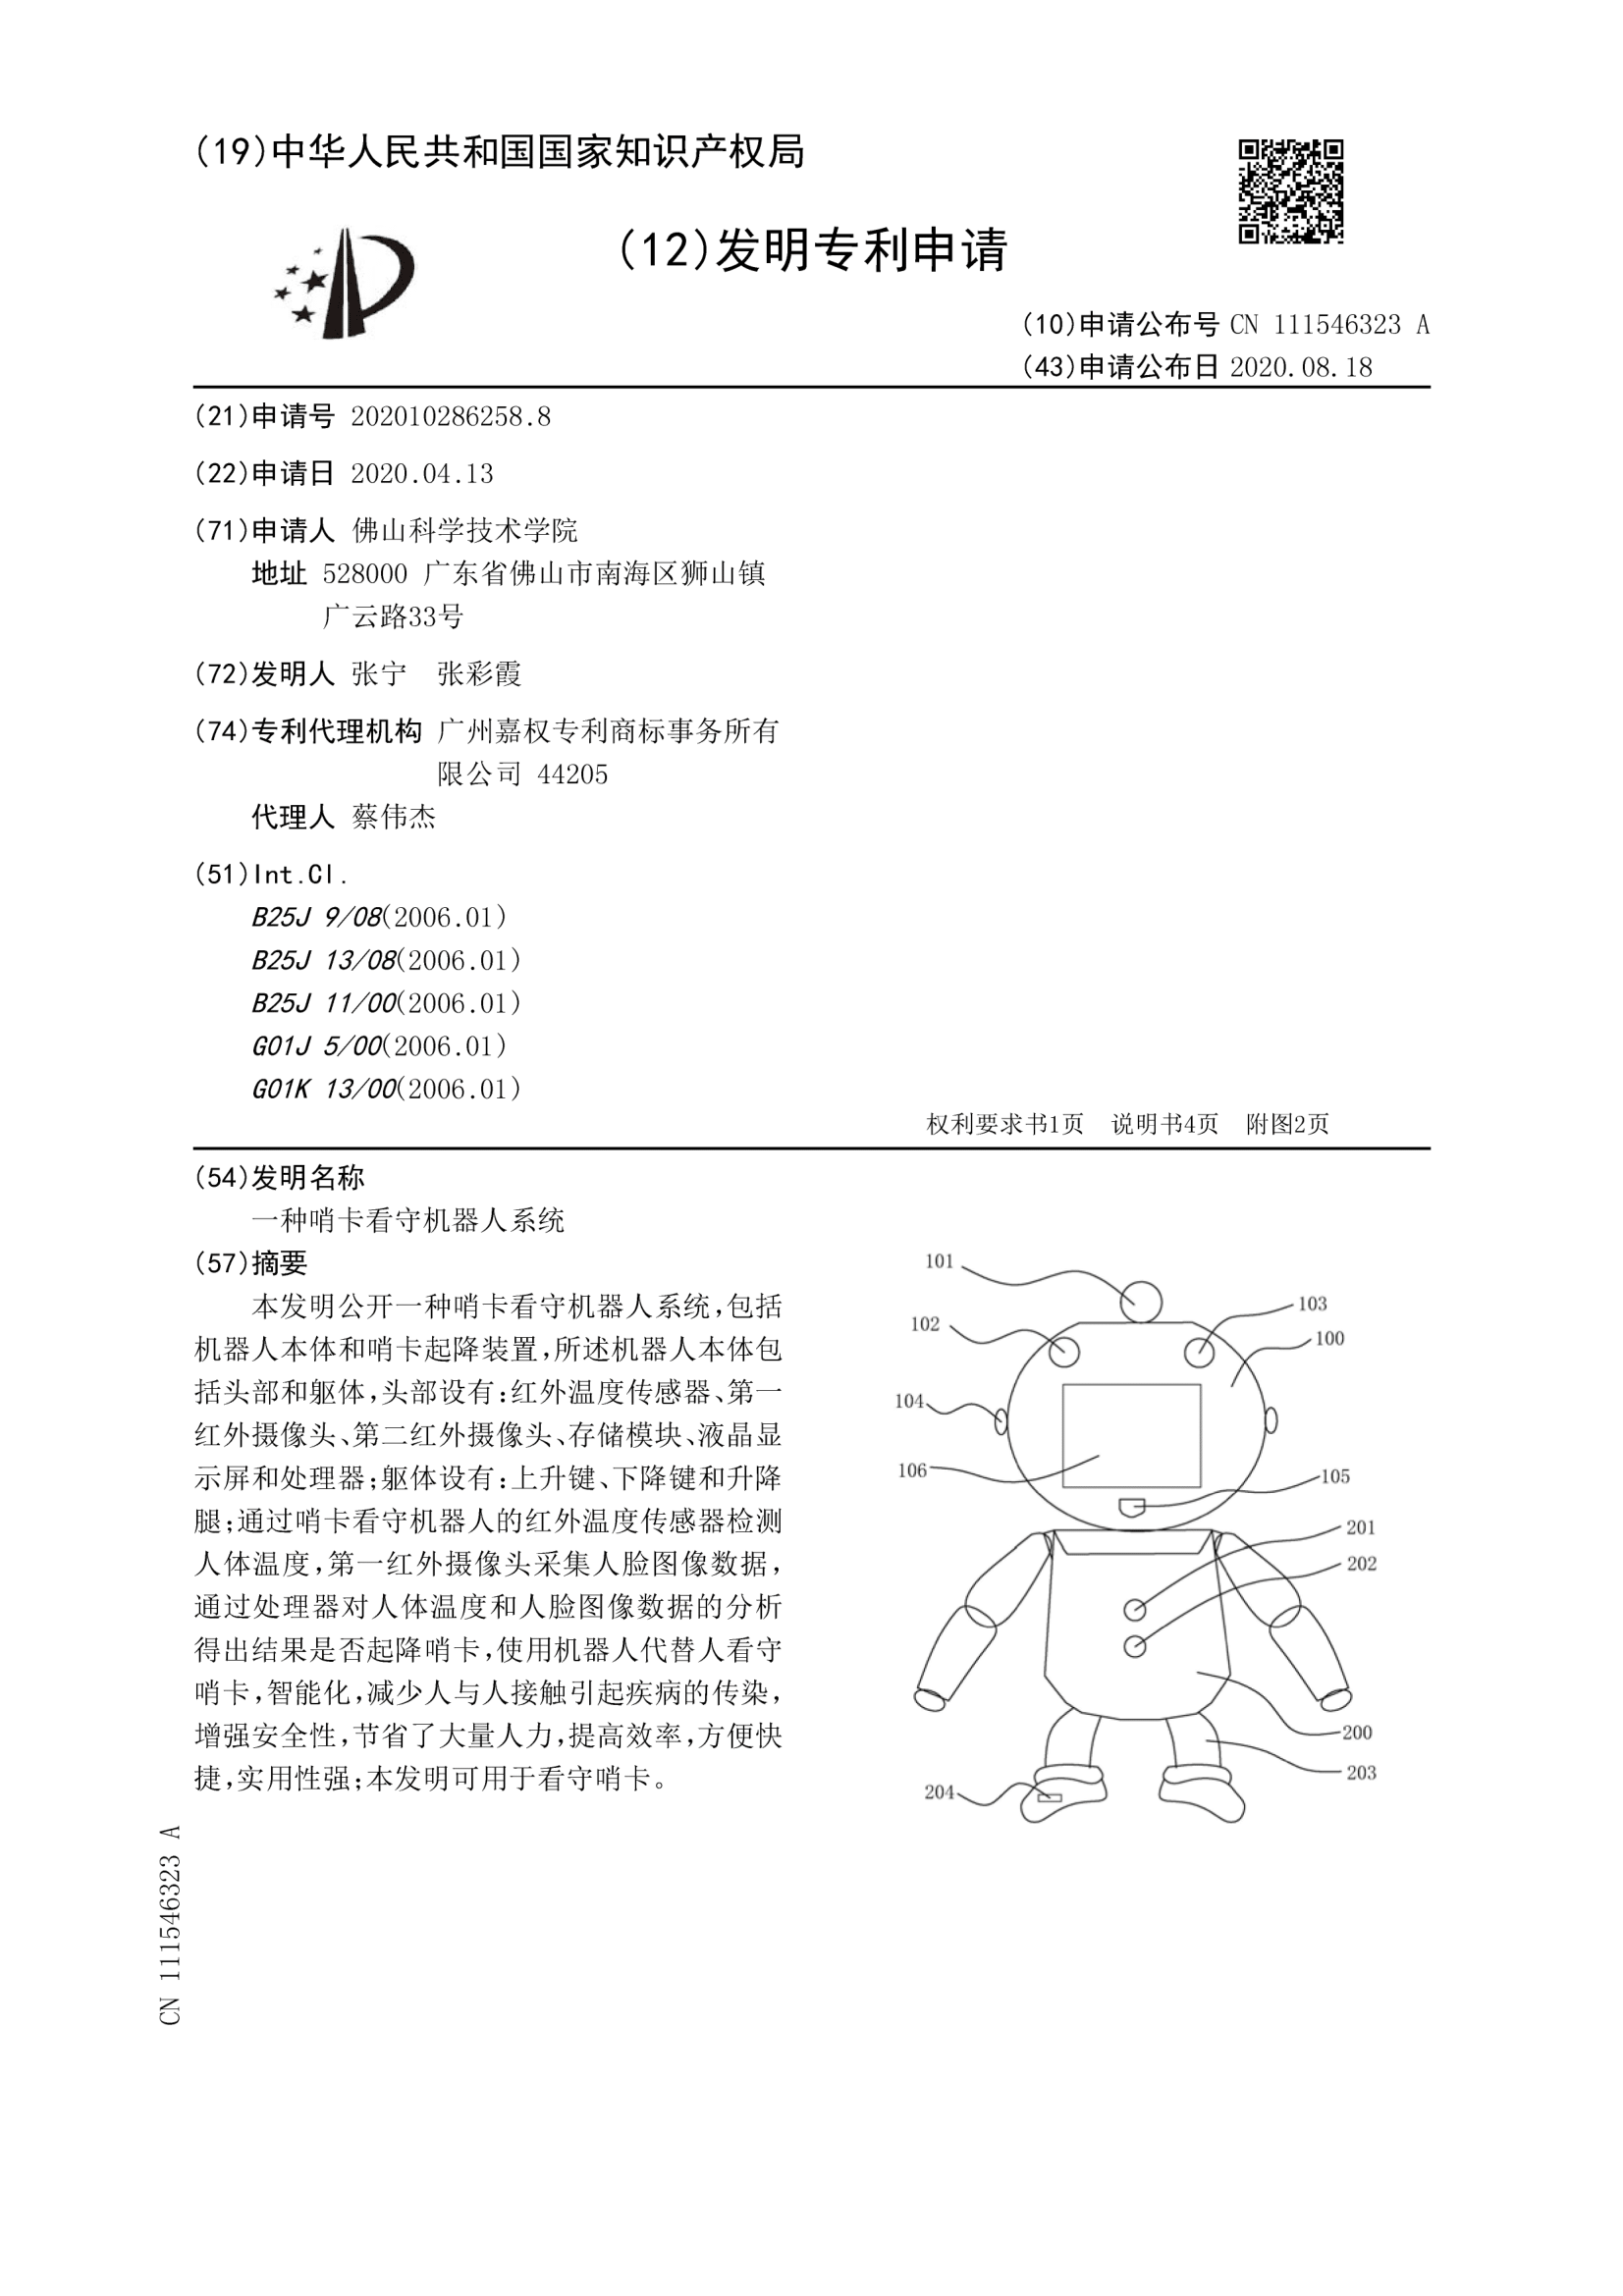 (19)中华人民共和国国家知识产权局
(12)发明专利申请
(10)申请公布号 CN 111546323 A
(43)申请公布日 2020.08.18
(21)申请号 202010286258.8
(22)申请日 2020.04.13
(71)申请人 佛山科学技术学院
地址 528000 广东省佛山市南海区狮山镇
广云路33号
(72)发明人 张宁 张彩霞
(74)专利代理机构 广州嘉权专利商标事务所有
限公司 44205
代理人 蔡伟杰
(51)Int.Cl.
B25J 9/08(2006.01)
B25J 13/08(2006.01)
B25J 11/00(2006.01)
G01J 5/00(2006.01)
G01K 13/00(2006.01)
权利要求书1页 说明书4页 附图2页
(54)发明名称
一种哨卡看守机器人系统
(57)摘要
本发明公开一种哨卡看守机器人系统,包括
机器人本体和哨卡起降装置,所述机器人本体包
括头部和躯体,头部设有:红外温度传感器、第一
红外摄像头、第二红外摄像头、存储模块、液晶显
示屏和处理器;躯体设有:上升键、下降键和升降
腿;通过哨卡看守机器人的红外温度传感器检测
人体温度,第一红外摄像头采集人脸图像数据,
通过处理器对人体温度和人脸图像数据的分析
得出结果是否起降哨卡,使用机器人代替人看守
哨卡,智能化,减少人与人接触引起疾病的传染,
增强安全性,节省了大量人力,提高效率,方便快
捷,实用性强;本发明可用于看守哨卡。
101
103
102
100
104
106
105
201
202
200
203
204
CN 111546323 A